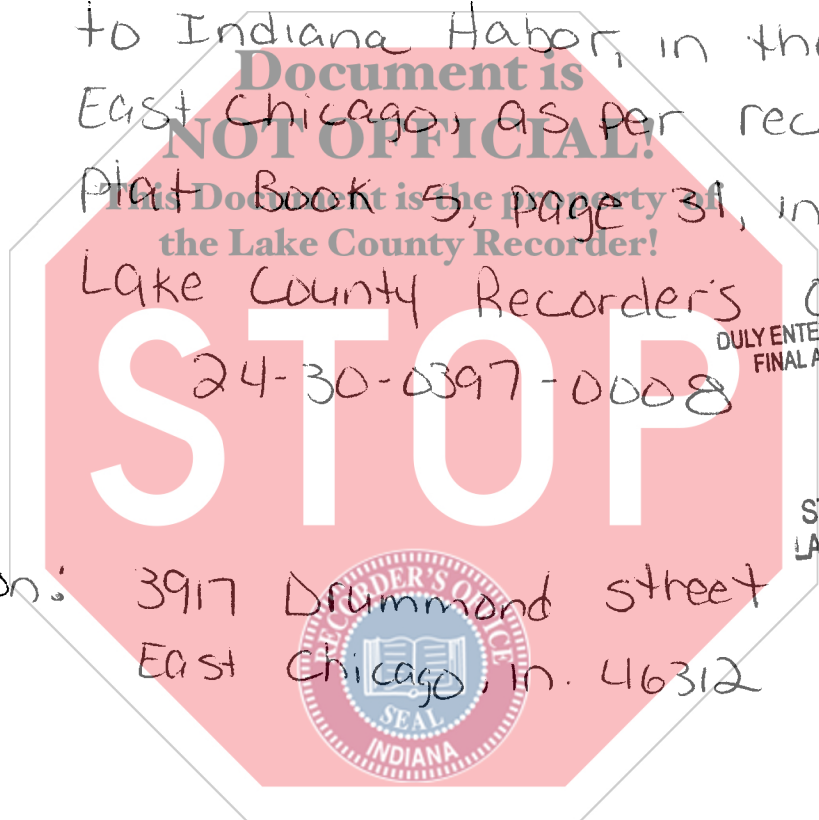 to Indiana Habor, in the
Document is
East Chicago, as per rec
NOT OFFICIAL!
Plat Book 5, page 31, in
This Document is the property of
the Lake County Recorder!
Lake County Recorder's
DULY ENTE
FINAL A
24-30-0397-0008
STOP
on: 3917 Drummond street
East Chicago, In. 46312
RECORDER'S OFFICE
SEAL
INDIANA